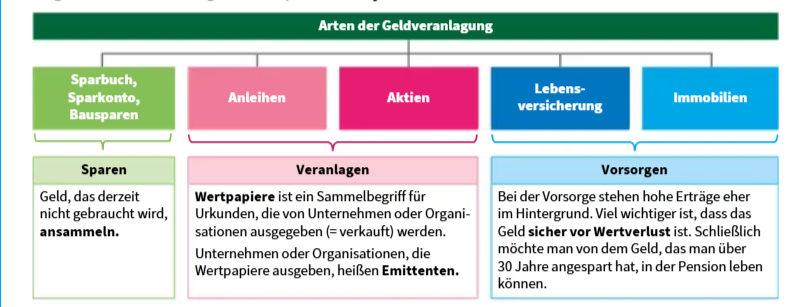 Arten der Geldveranlagung
Sparbuch,
Sparkonto,
Bausparen
Anleihen
Aktien
Lebens-
versicherung
Immobilien
Sparen
Geld, das derzeit
nicht gebraucht wird,
ansammeln.
Veranlagen
Wertpapiere ist ein Sammelbegriff für
Urkunden, die von Unternehmen oder Organi-
sationen ausgegeben (= verkauft) werden.
Unternehmen oder Organisationen, die
Wertpapiere ausgeben, heißen Emittenten.
Vorsorgen
Bei der Vorsorge stehen hohe Erträge eher
im Hintergrund. Viel wichtiger ist, dass das
Geld sicher vor Wertverlust ist. Schließlich
möchte man von dem Geld, das man über
30 Jahre angespart hat, in der Pension leben
können.